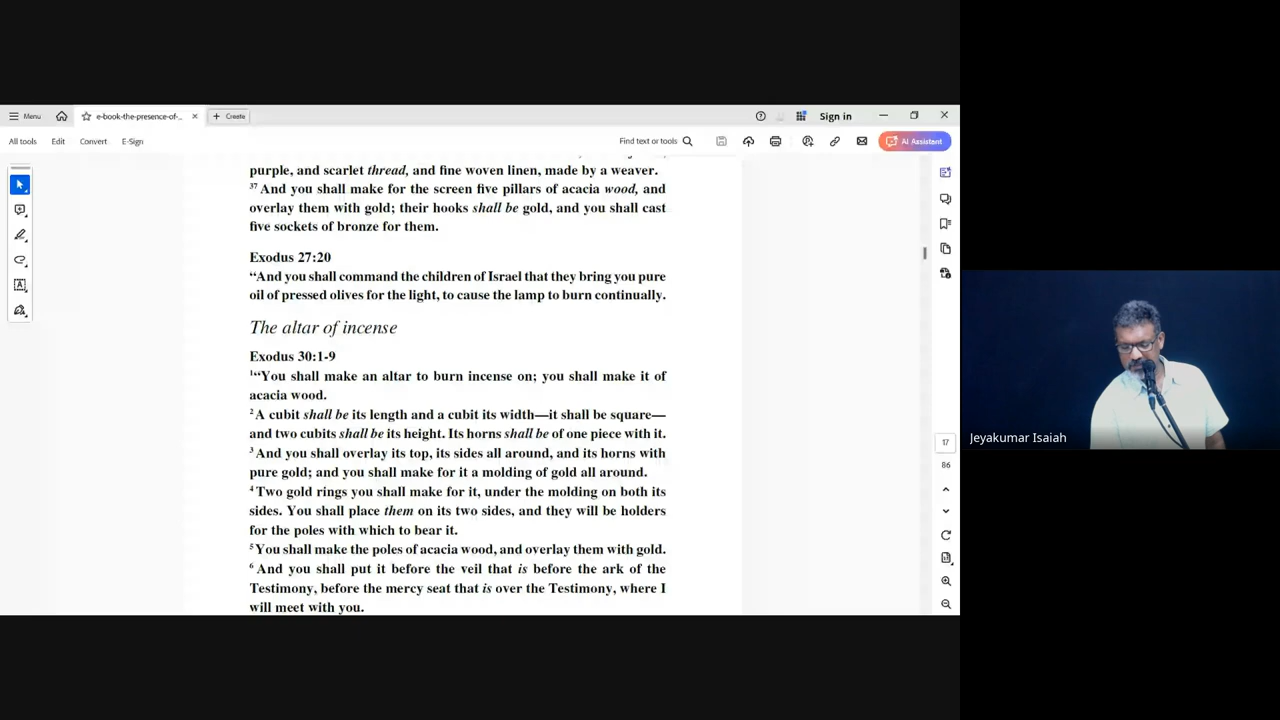 Menu
e-book-the-presence-of-...
Create
Sign in
All tools
Edit
Convert
E-Sign
Find text or tools
AI Assistant
purple, and scarlet thread, and fine woven linen, made by a weaver.
37 And you shall make for the screen five pillars of acacia wood, and
overlay them with gold; their hooks shall be gold, and you shall cast
five sockets of bronze for them.
Exodus 27:20
“And you shall command the children of Israel that they bring you pure
oil of pressed olives for the light, to cause the lamp to burn continually.
The altar of incense
Exodus 30:1-9
1“You shall make an altar to burn incense on; you shall make it of
acacia wood.
2 A cubit shall be its length and a cubit its width—it shall be square—
and two cubits shall be its height. Its horns shall be of one piece with it.
3 And you shall overlay its top, its sides all around, and its horns with
pure gold; and you shall make for it a molding of gold all around.
4 Two gold rings you shall make for it, under the molding on both its
sides. You shall place them on its two sides, and they will be holders
for the poles with which to bear it.
5 You shall make the poles of acacia wood, and overlay them with gold.
6 And you shall put it before the veil that is before the ark of the
Testimony, before the mercy seat that is over the Testimony, where I
will meet with you.
17
86
Jeyakumar Isaiah